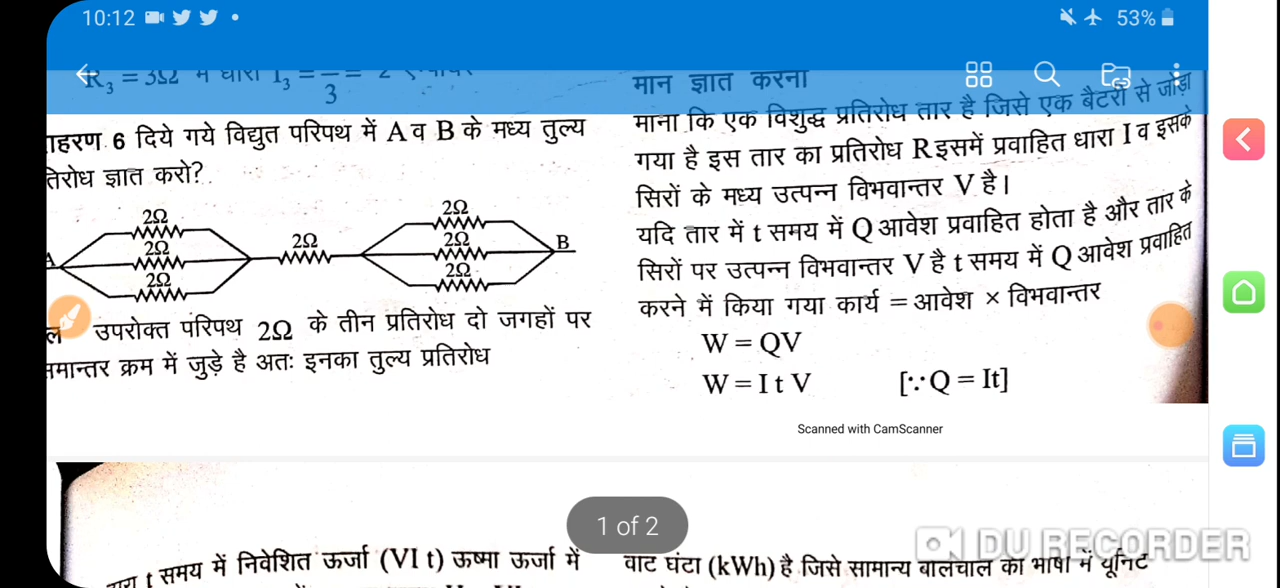 10:12
53%
मान ज्ञात करना
माना कि एक विशुद्ध प्रतिरोध तार है जिसे एक बैटरी से जोड़ा
गया है इस तार का प्रतिरोध R इसमें प्रवाहित धारा I व इसके
सिरों के मध्य उत्पन्न विभवान्तर V है।
यदि तार में t समय में Q आवेश प्रवाहित होता है और तार के
सिरों पर उत्पन्न विभवान्तर V है t समय में Q आवेश प्रवाहित
करने में किया गया कार्य = आवेश × विभवान्तर
W = QV
W = I t V [∵Q = It]
Scanned with CamScanner
R₃ = 3Ω में धारा I₃ =
3
ाहरण 6 दिये गये विद्युत परिपथ में A व B के मध्य तुल्य
तिरोध ज्ञात करो?
2Ω
2Ω
2Ω
2Ω
2Ω
2Ω
2Ω
A
B
उपरोक्त परिपथ 2Ω के तीन प्रतिरोध दो जगहों पर
मान्तर क्रम में जुड़े है अतः इनका तुल्य प्रतिरोध
1 of 2
t समय में निवेशित ऊर्जा (VI t) ऊष्मा ऊर्जा में
वाट घंटा (kWh) है जिसे सामान्य बोलचाल की भाषा में यूनिट
DU RECORDER